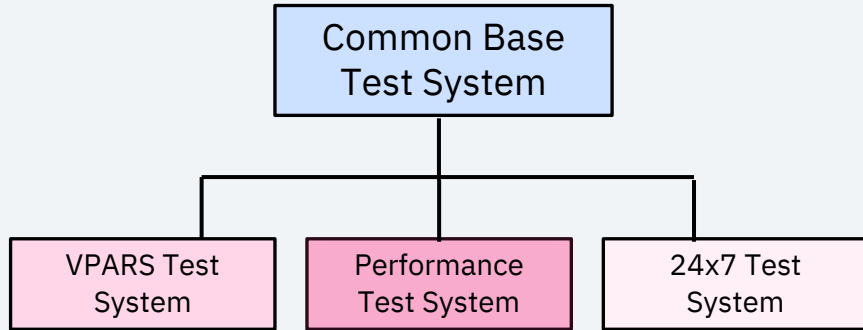 Common Base
Test System
VPARS Test
System
Performance
Test System
24x7 Test
System